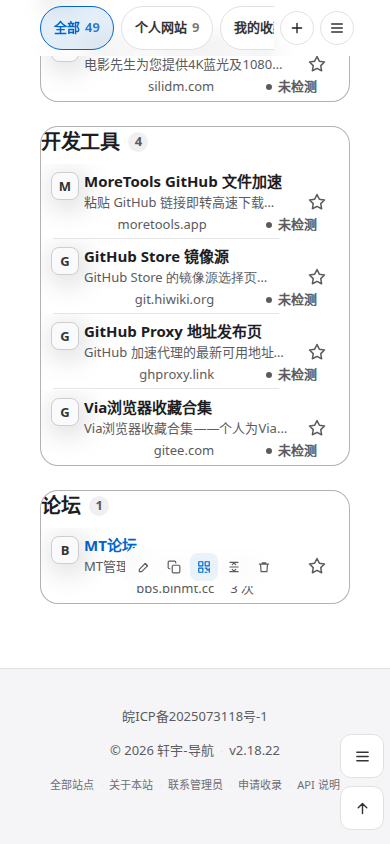 全部 49
个人网站 9
我的收
电影先生为您提供4K蓝光及1080...
silidm.com
未检测
开发工具 4
M
MoreTools GitHub 文件加速
粘贴 GitHub 链接即转高速下载...
moretools.app
未检测
G
GitHub Store 镜像源
GitHub Store 的镜像源选择页...
git.hiwiki.org
未检测
G
GitHub Proxy 地址发布页
GitHub 加速代理的最新可用地址...
ghproxy.link
未检测
G
Via浏览器收藏合集
Via浏览器收藏合集——个人为Via...
gitee.com
未检测
论坛 1
B
MT论坛
MT管理
bbs.binmt.cc
3 次
皖ICP备2025073118号-1
© 2026 轩宇-导航 · v2.18.22
全部站点 关于本站 联系管理员 申请收录 API 说明